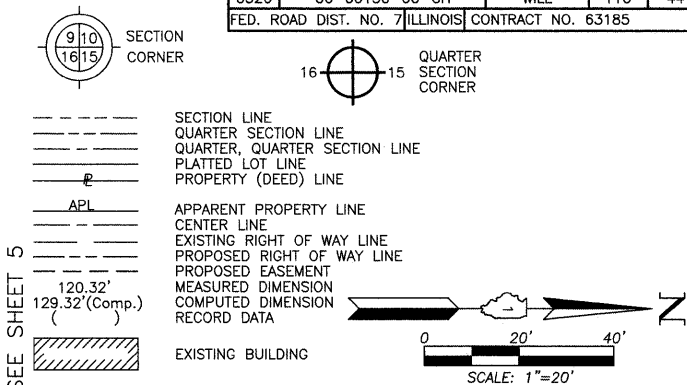 FED. ROAD DIST. NO. 7 ILLINOIS CONTRACT NO. 63185
9 10
16 15
SECTION
CORNER
16 15
QUARTER
SECTION
CORNER
SECTION LINE
QUARTER SECTION LINE
QUARTER, QUARTER SECTION LINE
PLATTED LOT LINE
PROPERTY (DEED) LINE
APL APPARENT PROPERTY LINE
CENTER LINE
EXISTING RIGHT OF WAY LINE
PROPOSED RIGHT OF WAY LINE
PROPOSED EASEMENT
120.32' MEASURED DIMENSION
129.32'(Comp.) COMPUTED DIMENSION
( ) RECORD DATA
EXISTING BUILDING
SEE SHEET 5
N
0 20' 40'
SCALE: 1"=20'